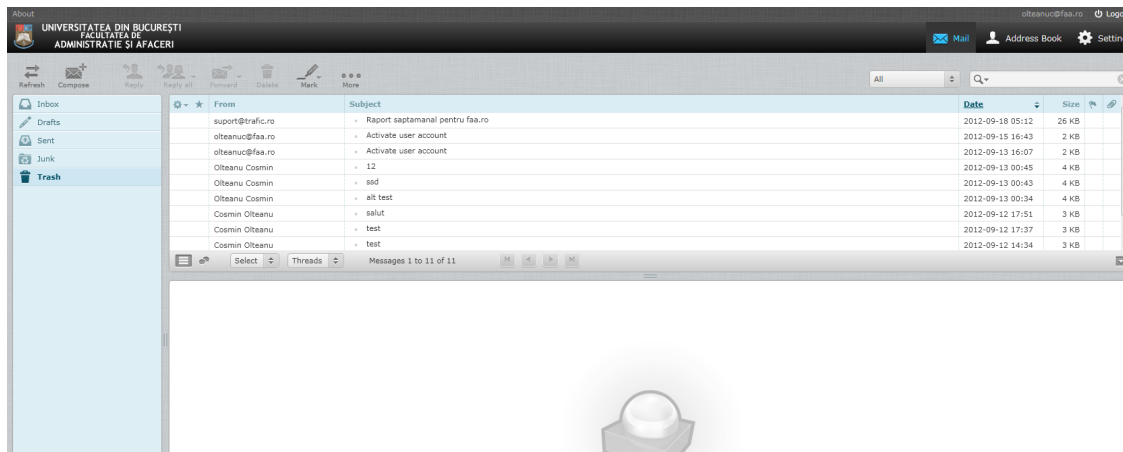 About olteanuc@faa.ro Logo
UNIVERSITATEA DIN BUCUREȘTI
FACULTATEA DE
ADMINISTRAȚIE ȘI AFACERI
Mail Address Book Settin
Refresh Compose Reply Reply all Forward Delete Mark More All
Inbox From Subject Date Size
Drafts
Sent
Junk
Trash
suport@trafic.ro Raport saptamanal pentru faa.ro 2012-09-18 05:12 26 KB
olteanuc@faa.ro Activate user account 2012-09-15 16:43 2 KB
olteanuc@faa.ro Activate user account 2012-09-13 16:07 2 KB
Olteanu Cosmin 12 2012-09-13 00:45 4 KB
Olteanu Cosmin ssd 2012-09-13 00:43 4 KB
Olteanu Cosmin alt test 2012-09-13 00:34 4 KB
Cosmin Olteanu salut 2012-09-12 17:51 3 KB
Cosmin Olteanu test 2012-09-12 17:37 3 KB
Cosmin Olteanu test 2012-09-12 14:34 3 KB
Select Threads Messages 1 to 11 of 11